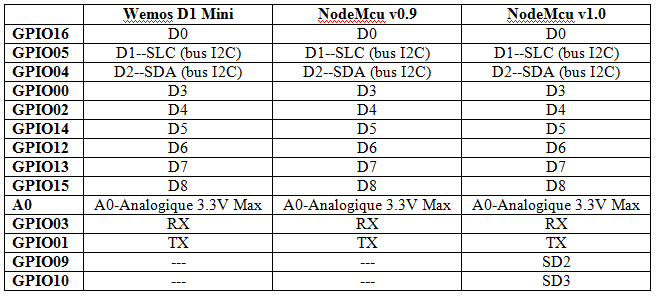 Wemos D1 Mini NodeMcu v0.9 NodeMcu v1.0
GPIO16 D0 D0 D0
GPIO05 D1--SLC (bus I2C) D1--SLC (bus I2C) D1--SLC (bus I2C)
GPIO04 D2--SDA (bus I2C) D2--SDA (bus I2C) D2--SDA (bus I2C)
GPIO00 D3 D3 D3
GPIO02 D4 D4 D4
GPIO14 D5 D5 D5
GPIO12 D6 D6 D6
GPIO13 D7 D7 D7
GPIO15 D8 D8 D8
A0 A0-Analogique 3.3V Max A0-Analogique 3.3V Max A0-Analogique 3.3V Max
GPIO03 RX RX RX
GPIO01 TX TX TX
GPIO09 --- --- SD2
GPIO10 --- --- SD3